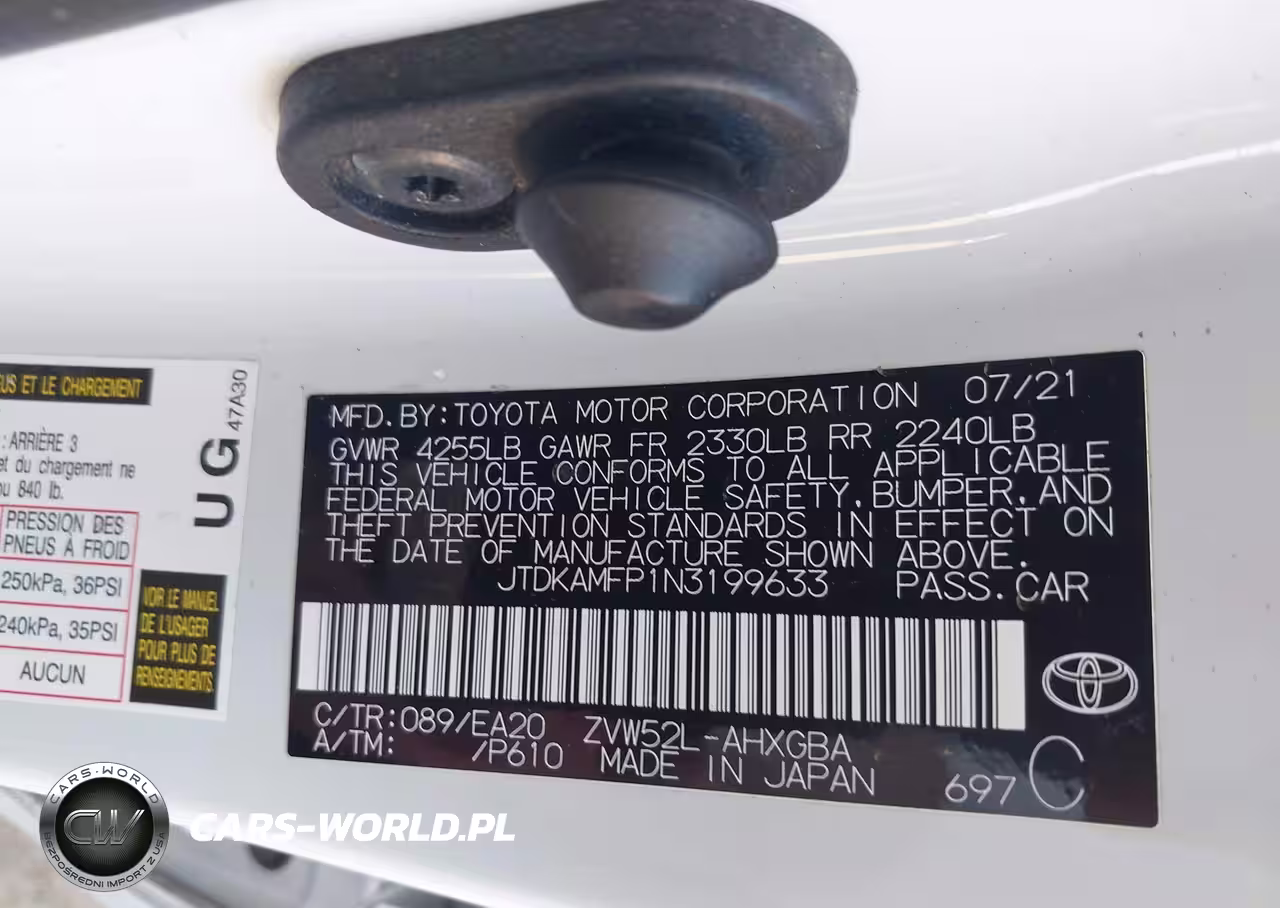 EUS ET LE CHARGEMENT
47A30
UG
: ARRIÈRE 3
et du chargement ne
ou 840 lb.
PRESSION DES
PNEUS À FROID
250kPa, 36PSI
240kPa, 35PSI
AUCUN
VOIR LE MANUEL
DE L'USAGER
POUR PLUS DE
RENSEIGNEMENTS.
MFD. BY: TOYOTA MOTOR CORPORATION 07/21
GVWR 4255LB GAWR FR 2330LB RR 2240LB
THIS VEHICLE CONFORMS TO ALL APPLICABLE
FEDERAL MOTOR VEHICLE SAFETY, BUMPER, AND
THEFT PREVENTION STANDARDS IN EFFECT ON
THE DATE OF MANUFACTURE SHOWN ABOVE.
JTDKAMFP1N3199633 PASS. CAR
C/TR: 089/EA20 ZVW52L-AHXGBA
A/TM: /P610 MADE IN JAPAN 697 C
CARS-WORLD
CW
BEZPOŚREDNI IMPORT Z USA
CARS-WORLD.PL